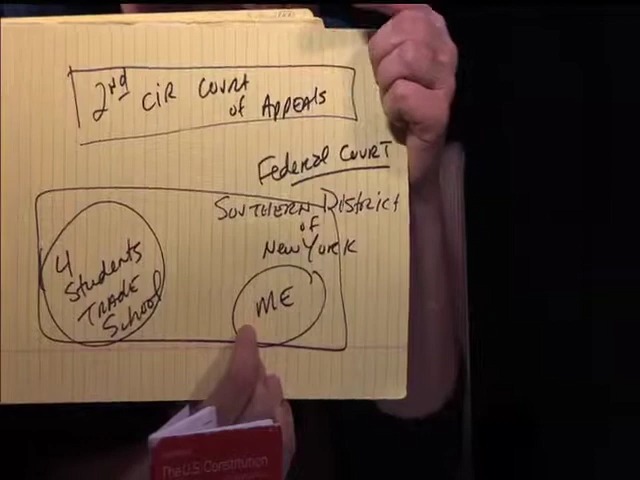 2nd CIR COURT
of APPEALS
Federal COURT
SOUTHERN DISTRICT
of
NEW YORK
4
Students
TRADE
School
ME
The U.S. Constitution